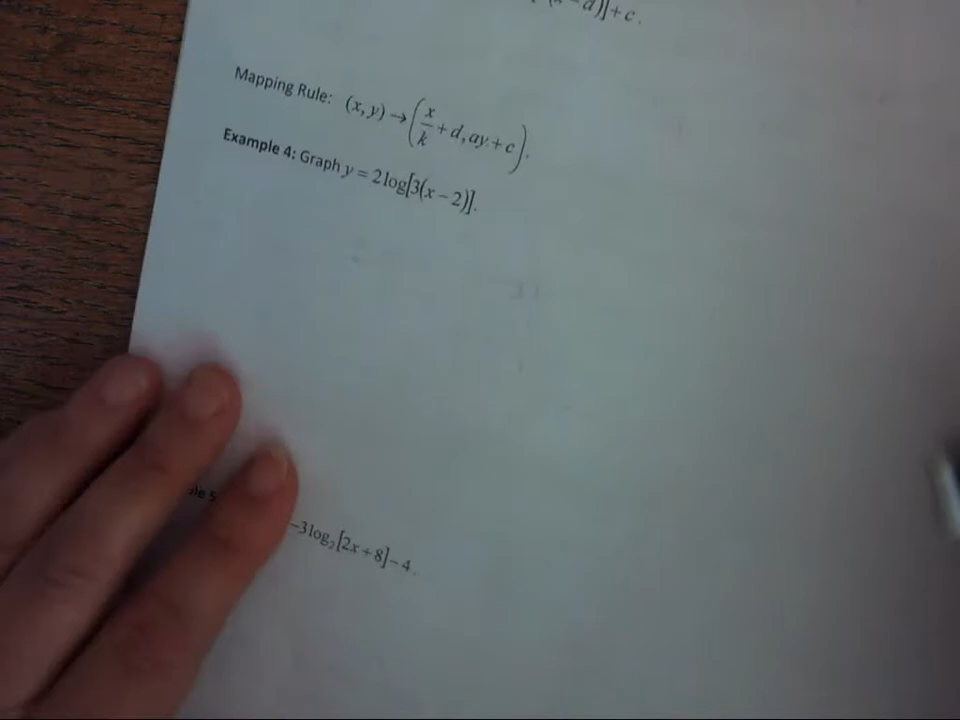 d)]+c.
Mapping Rule: (x, y) → (x/k + d, ay + c).
Example 4: Graph y = 2log[3(x − 2)].
−3log₂[2x + 8] − 4.